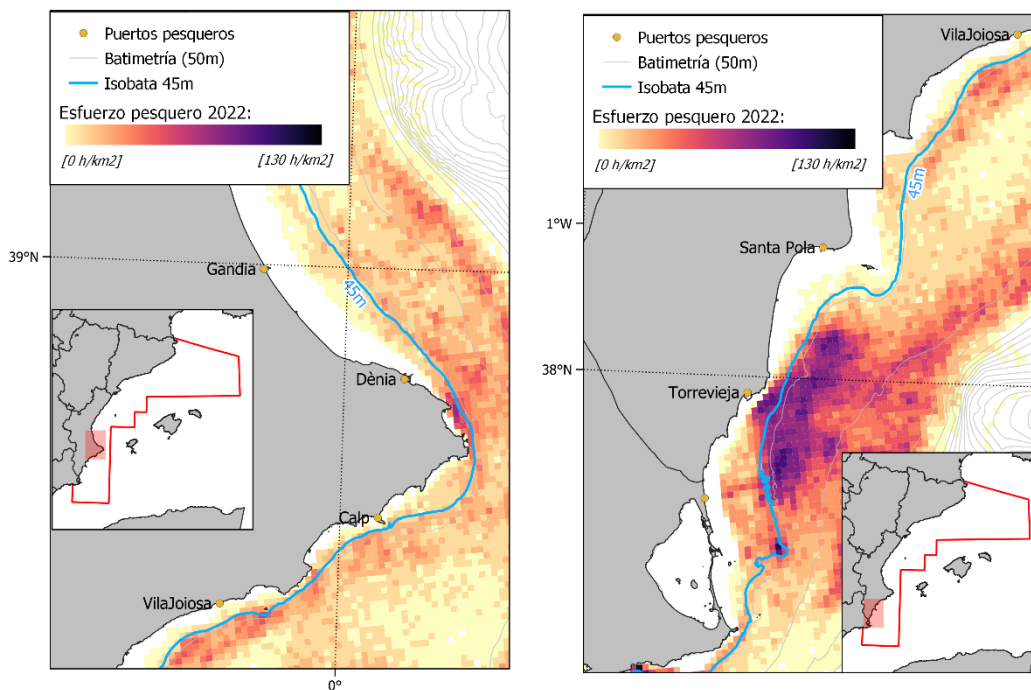 Puertos pesqueros
Batimetría (50m)
Isobata 45m
Esfuerzo pesquero 2022:
[0 h/km2]
[130 h/km2]
39°N
Gandia
45m
Dènia
Calp
VilaJoiosa
0°
Puertos pesqueros
Batimetría (50m)
Isobata 45m
Esfuerzo pesquero 2022:
[0 h/km2]
[130 h/km2]
VilaJoiosa
45m
1°W
Santa Pola
38°N
Torrevieja